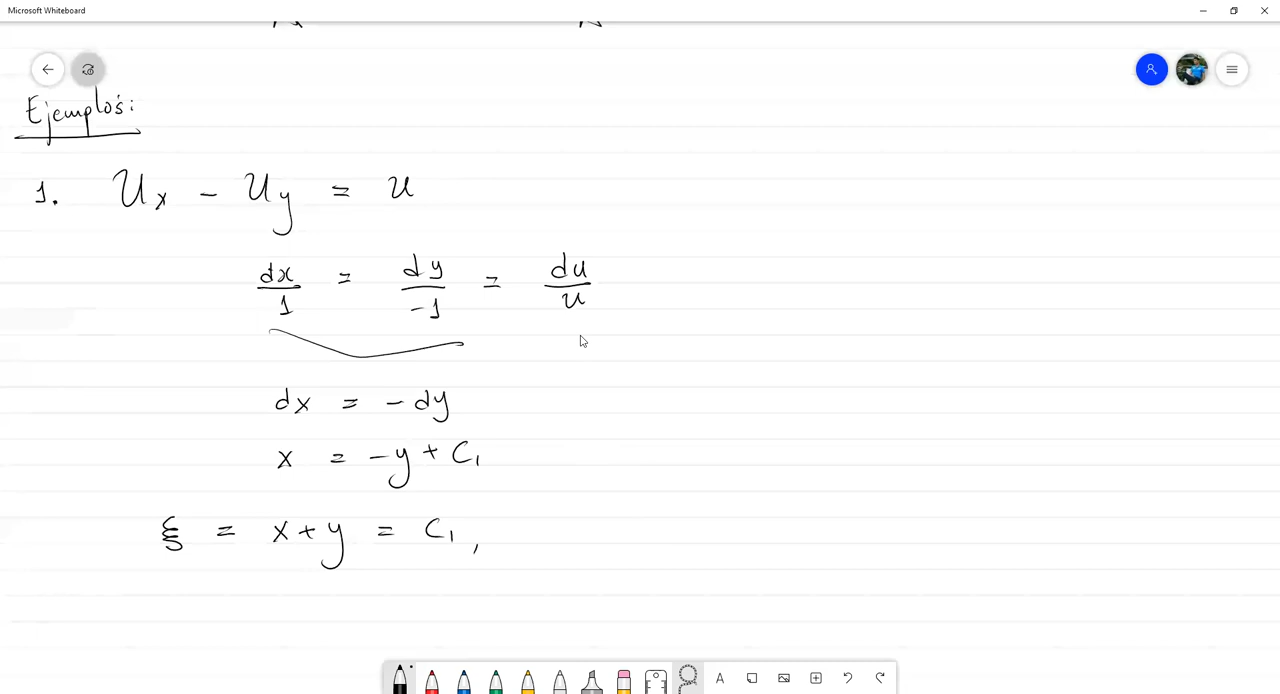 Microsoft Whiteboard
Ejemplos:
1. Ux - Uy = u
dx/1 = dy/-1 = du/u
dx = - dy
x = -y + C₁
ξ = x+y = C₁,
A